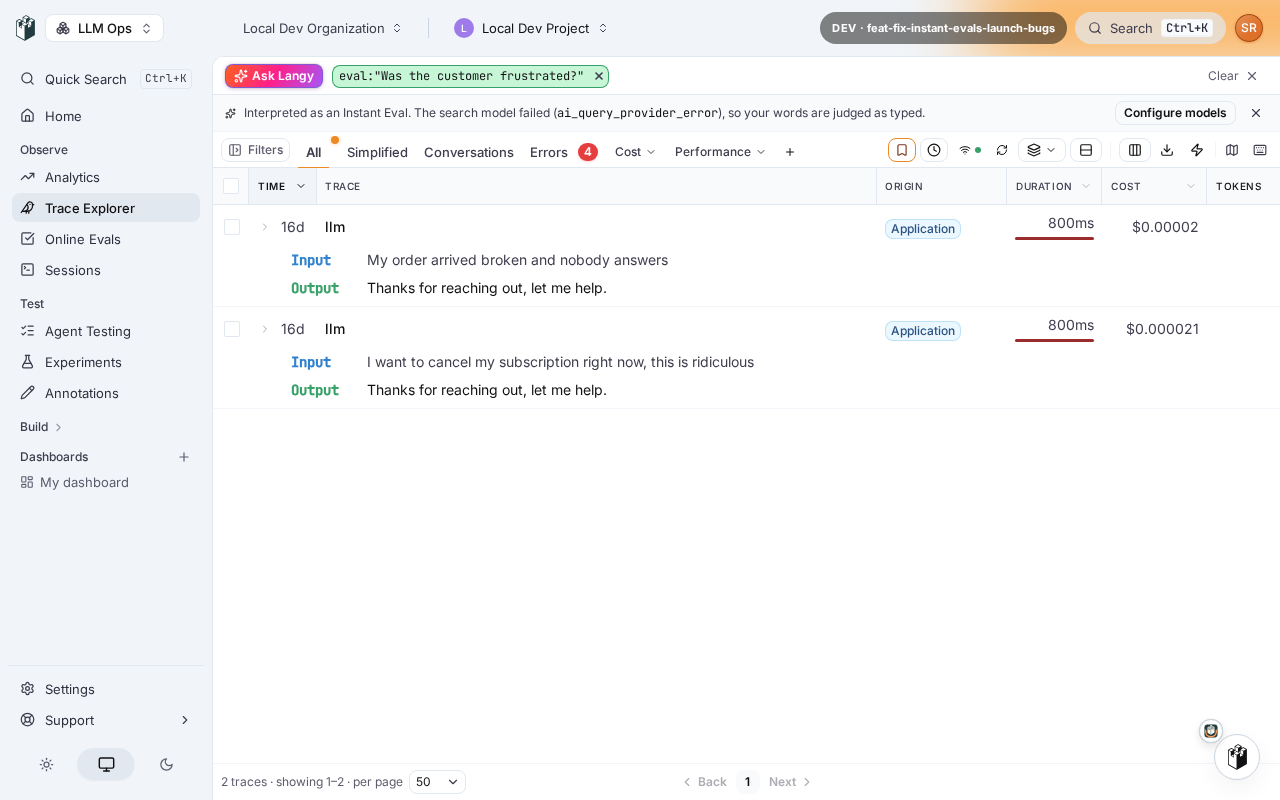 LLM Ops
Local Dev Organization
L
Local Dev Project
DEV · feat-fix-instant-evals-launch-bugs
Search
Ctrl+K
SR
Quick Search
Ctrl+K
Home
Observe
Analytics
Trace Explorer
Online Evals
Sessions
Test
Agent Testing
Experiments
Annotations
Build
Dashboards
My dashboard
Settings
Support
Ask Langy
eval:"Was the customer frustrated?"
Clear
Interpreted as an Instant Eval. The search model failed (ai_query_provider_error), so your words are judged as typed.
Configure models
Filters
All
Simplified
Conversations
Errors
4
Cost
Performance
TIME
TRACE
ORIGIN
DURATION
COST
TOKENS
16d
llm
Application
800ms
$0.00002
Input
My order arrived broken and nobody answers
Output
Thanks for reaching out, let me help.
16d
llm
Application
800ms
$0.000021
Input
I want to cancel my subscription right now, this is ridiculous
Output
Thanks for reaching out, let me help.
2 traces · showing 1–2 · per page
50
Back
1
Next